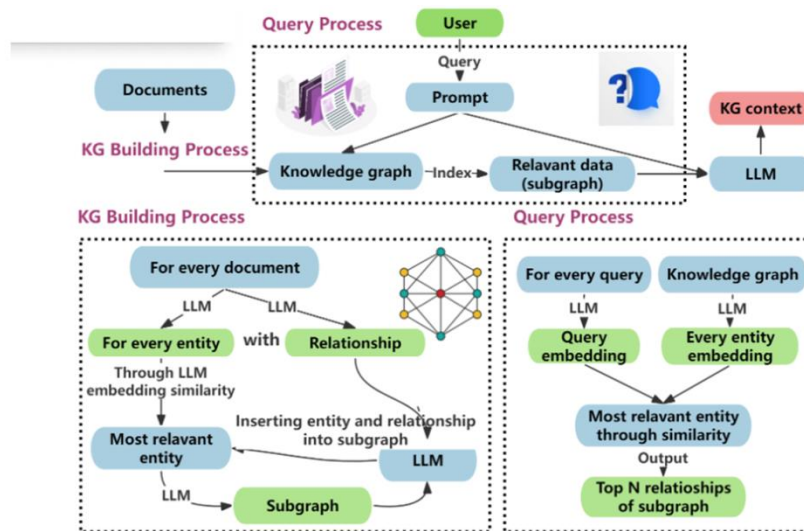 Query Process
User
Query
Documents
Prompt
KG context
KG Building Process
Knowledge graph
Index
Relavant data
(subgraph)
LLM
KG Building Process
For every document
LLM
LLM
For every entity
with
Relationship
Through LLM
embedding similarity
Inserting entity and relationship
into subgraph
Most relavant
entity
LLM
LLM
Subgraph
Query Process
For every query
Knowledge graph
LLM
LLM
Query
embedding
Every entity
embedding
Most relevant entity
through similarity
Output
Top N relatioships
of subgraph